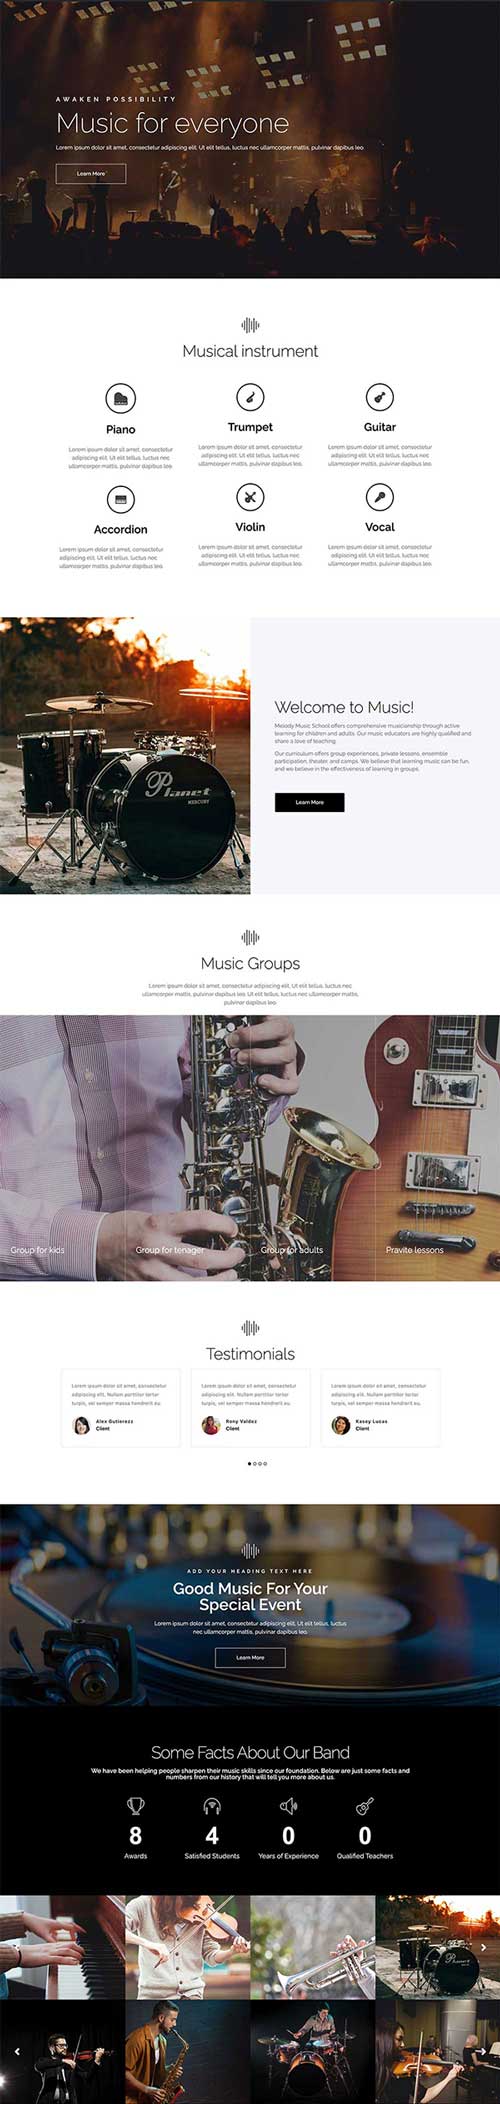 AWAKEN POSSIBILITY
Music for everyone
Lorem ipsum dolor sit amet, consectetur adipiscing elit. Ut elit tellus, luctus nec ullamcorper mattis, pulvinar dapibus leo.
Learn More
Musical instrument
Piano
Lorem ipsum dolor sit amet, consectetur
adipiscing elit. Ut elit tellus, luctus nec
ullamcorper mattis, pulvinar dapibus leo.
Trumpet
Lorem ipsum dolor sit amet, consectetur
adipiscing elit. Ut elit tellus, luctus nec
ullamcorper mattis, pulvinar dapibus leo.
Guitar
Lorem ipsum dolor sit amet, consectetur
adipiscing elit. Ut elit tellus, luctus nec
ullamcorper mattis, pulvinar dapibus leo.
Accordion
Lorem ipsum dolor sit amet, consectetur
adipiscing elit. Ut elit tellus, luctus nec
ullamcorper mattis, pulvinar dapibus leo.
Violin
Lorem ipsum dolor sit amet, consectetur
adipiscing elit. Ut elit tellus, luctus nec
ullamcorper mattis, pulvinar dapibus leo.
Vocal
Lorem ipsum dolor sit amet, consectetur
adipiscing elit. Ut elit tellus, luctus nec
ullamcorper mattis, pulvinar dapibus leo.
Planet
MERCURY
Welcome to Music!
Melody Music School offers comprehensive musicianship through active
learning for children and adults. Our music educators are highly qualified and
share a love of teaching.
Our curriculum offers group experiences, private lessons, ensemble
participation, theater, and camps. We believe that learning music can be fun,
and we believe in the effectiveness of learning in groups.
Learn More
Music Groups
Lorem ipsum dolor sit amet, consectetur adipiscing elit. Ut elit tellus, luctus nec
ullamcorper mattis, pulvinar dapibus leo. Ut elit tellus, luctus nec ullamcorper mattis,
pulvinar dapibus leo.
Group for kids
Group for tenager
Group for adults
Pravite lessons
Testimonials
Lorem ipsum dolor sit amet, consectetur
adipiscing elit. Nullam porttitor tortor
turpis, vel semper massa hendrerit eu.
Alex Gutierezz
Client
Lorem ipsum dolor sit amet, consectetur
adipiscing elit. Nullam porttitor tortor
turpis, vel semper massa hendrerit eu.
Rony Valdez
Client
Lorem ipsum dolor sit amet, consectetur
adipiscing elit. Nullam porttitor tortor
turpis, vel semper massa hendrerit eu.
Kasey Lucas
Client
ADD YOUR HEADING TEXT HERE
Good Music For Your
Special Event
Lorem ipsum dolor sit amet, consectetur adipiscing elit. Ut elit tellus, luctus
nec ullamcorper mattis, pulvinar dapibus leo.
Learn More
Some Facts About Our Band
We have been helping people sharpen their music skills since our foundation. Below are just some facts and
numbers from our history that will tell you more about us.
8
Awards
4
Satisfied Students
0
Years of Experience
0
Qualified Teachers
Planet